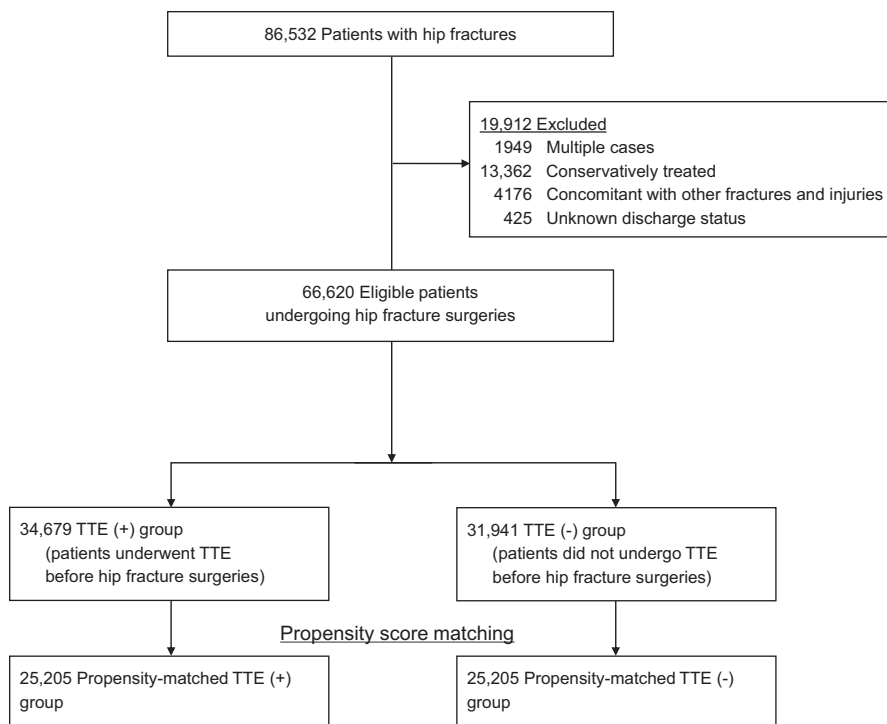 86,532 Patients with hip fractures
19,912 Excluded
1949 Multiple cases
13,362 Conservatively treated
4176 Concomitant with other fractures and injuries
425 Unknown discharge status
66,620 Eligible patients
undergoing hip fracture surgeries
34,679 TTE (+) group
(patients underwent TTE
before hip fracture surgeries)
31,941 TTE (-) group
(patients did not undergo TTE
before hip fracture surgeries)
Propensity score matching
25,205 Propensity-matched TTE (+)
group
25,205 Propensity-matched TTE (-)
group